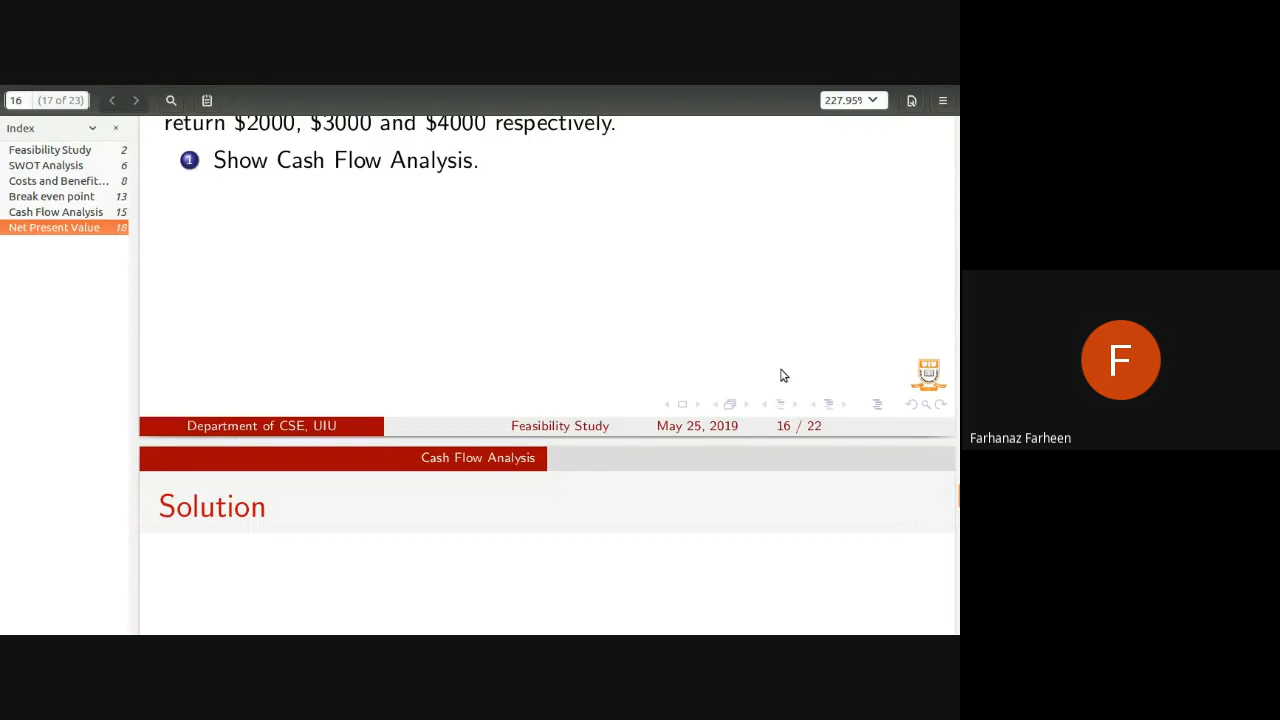 16 (17 of 23)
227.95%
Index
return $2000, $3000 and $4000 respectively.
Feasibility Study 2
SWOT Analysis 6
Costs and Benefit... 8
Break even point 13
Cash Flow Analysis 15
Net Present Value 18
1 Show Cash Flow Analysis.
UIU
F
Farhanaz Farheen
Department of CSE, UIU Feasibility Study May 25, 2019 16 / 22
Cash Flow Analysis
Solution